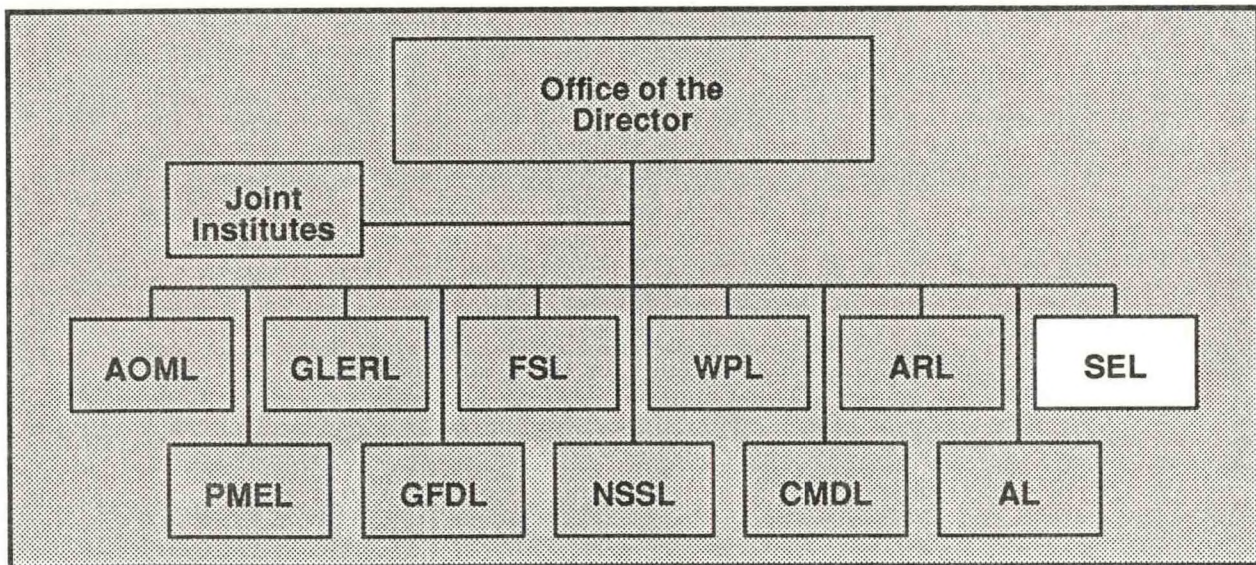 Office of the
Director
Joint
Institutes
AOML
GLERL
FSL
WPL
ARL
SEL
PMEL
GFDL
NSSL
CMDL
AL